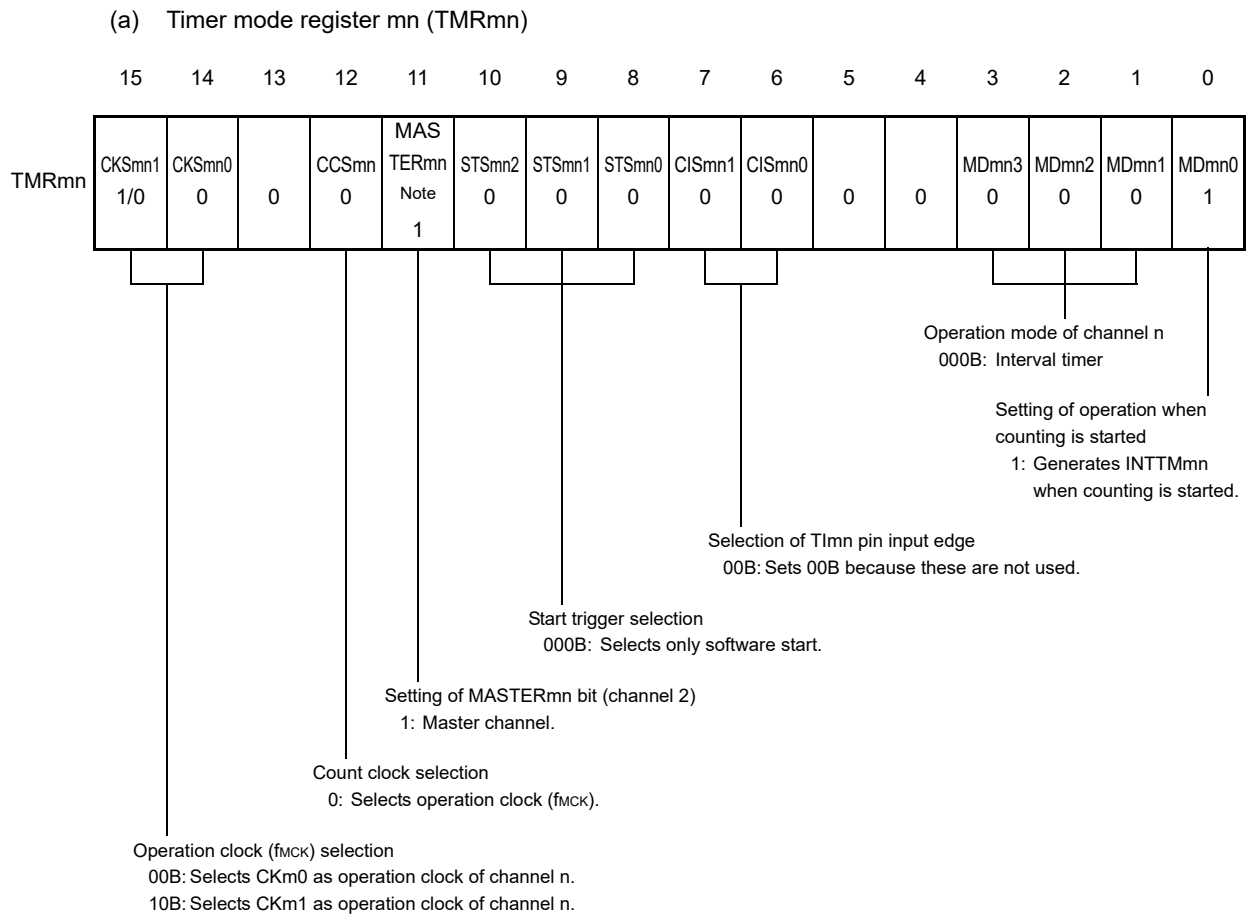 (a) Timer mode register mn (TMRmn)
15 14 13 12 11 10 9 8 7 6 5 4 3 2 1 0
TMRmn
CKSmn1 1/0
CKSmn0 0
0
CCSmn 0
MAS
TERmn
Note
1
STSmn2 0
STSmn1 0
STSmn0 0
CISmn1 0
CISmn0 0
0
0
MDmn3 0
MDmn2 0
MDmn1 0
MDmn0 1
Operation mode of channel n
000B: Interval timer
Setting of operation when
counting is started
1: Generates INTTMmn
when counting is started.
Selection of TImn pin input edge
00B: Sets 00B because these are not used.
Start trigger selection
000B: Selects only software start.
Setting of MASTERmn bit (channel 2)
1: Master channel.
Count clock selection
0: Selects operation clock (fMCK).
Operation clock (fMCK) selection
00B: Selects CKm0 as operation clock of channel n.
10B: Selects CKm1 as operation clock of channel n.